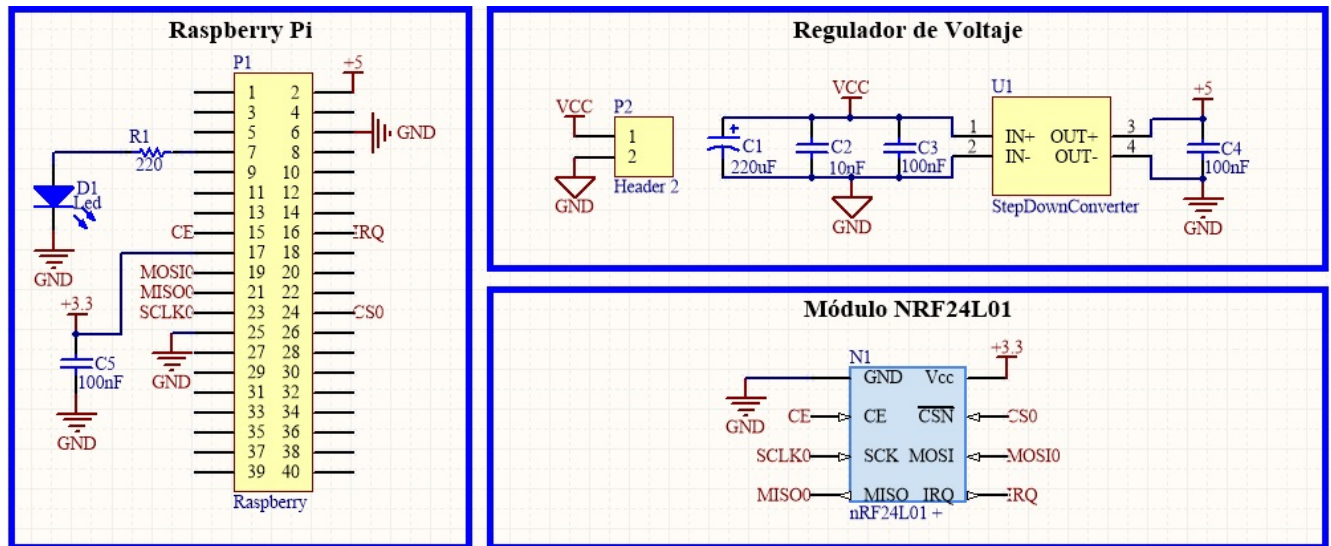 Raspberry Pi
P1
+5
1 2
3 4
5 6
GND
R1
220
7 8
9 10
D1
Led
11 12
13 14
CE
15 16
IRQ
17 18
GND
MOSI0
19 20
MISO0
21 22
+3.3
SCLK0
23 24
CS0
25 26
C5
100nF
GND
27 28
29 30
31 32
33 34
GND
35 36
37 38
39 40
Raspberry
Regulador de Voltaje
VCC
P2
1
2
Header 2
GND
VCC
C1
220uF
C2
10nF
C3
100nF
GND
U1
1 IN+ OUT+ 3
2 IN- OUT- 4
StepDownConverter
+5
C4
100nF
GND
Módulo NRF24L01
N1
+3.3
GND Vcc
GND
CE CE CSN CS0
SCLK0 SCK MOSI MOSI0
MISO0 MISO IRQ IRQ
nRF24L01 +